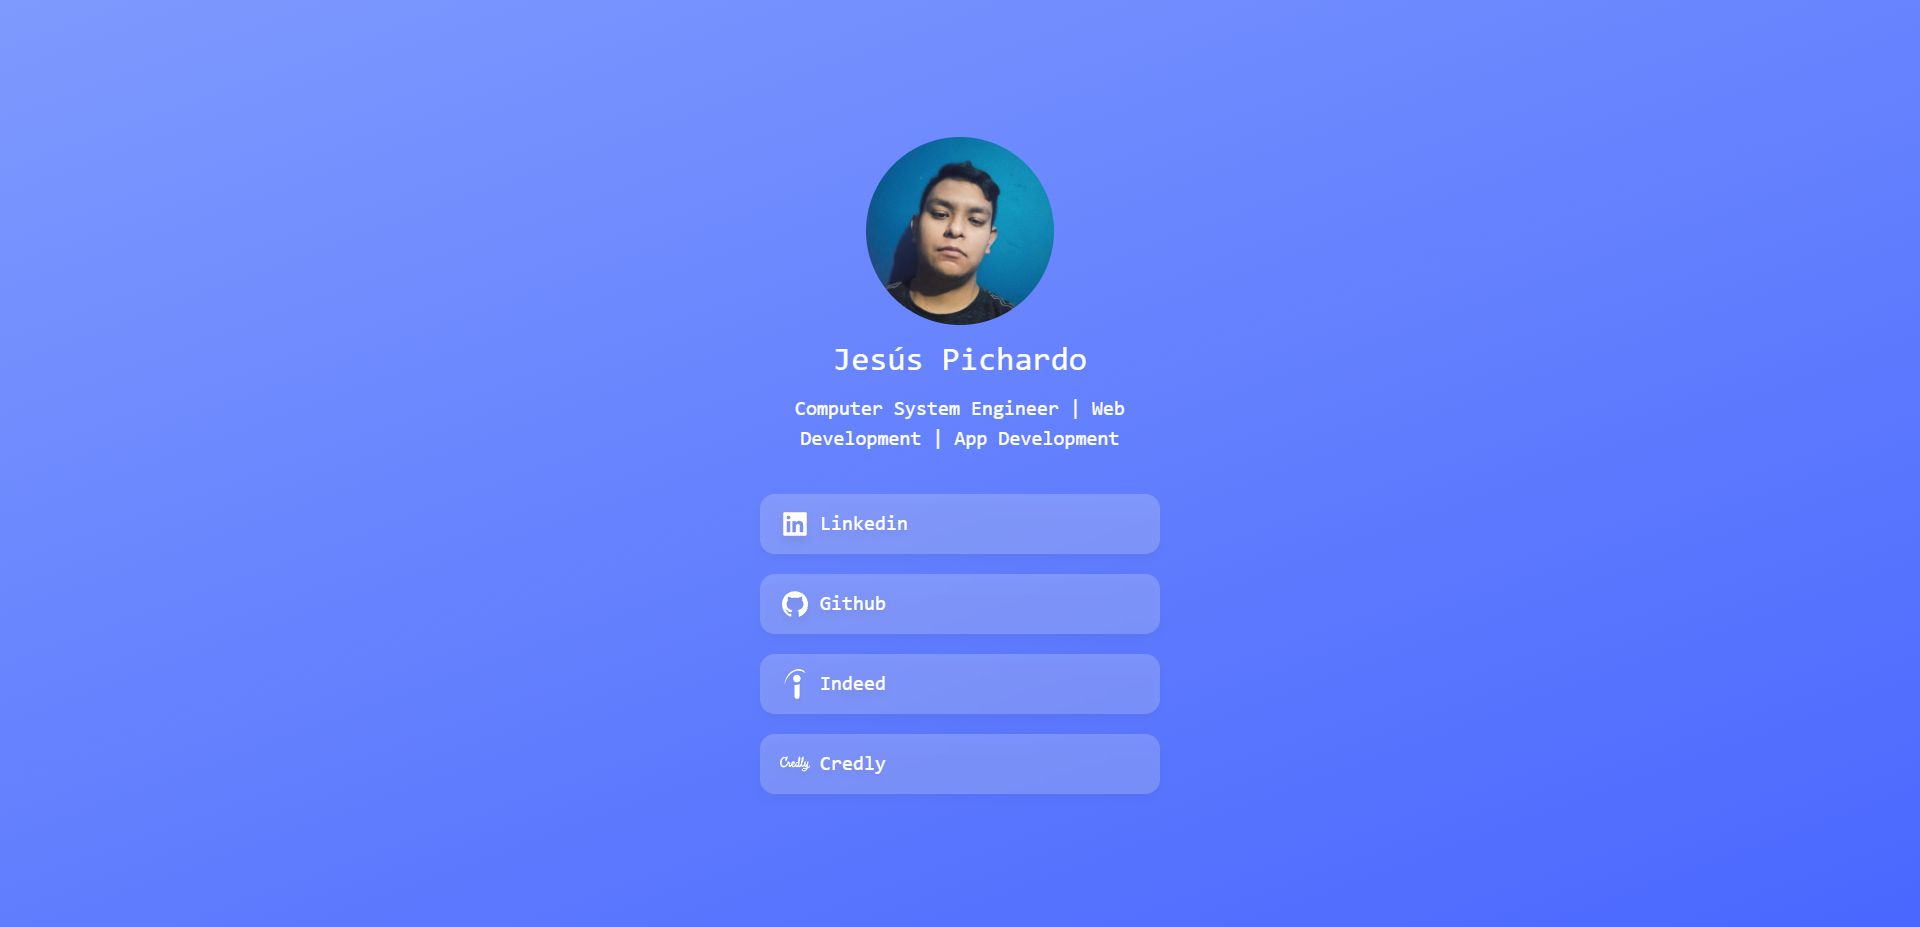 Jesús Pichardo
Computer System Engineer | Web
Development | App Development
in Linkedin
Github
Indeed
Credly Credly